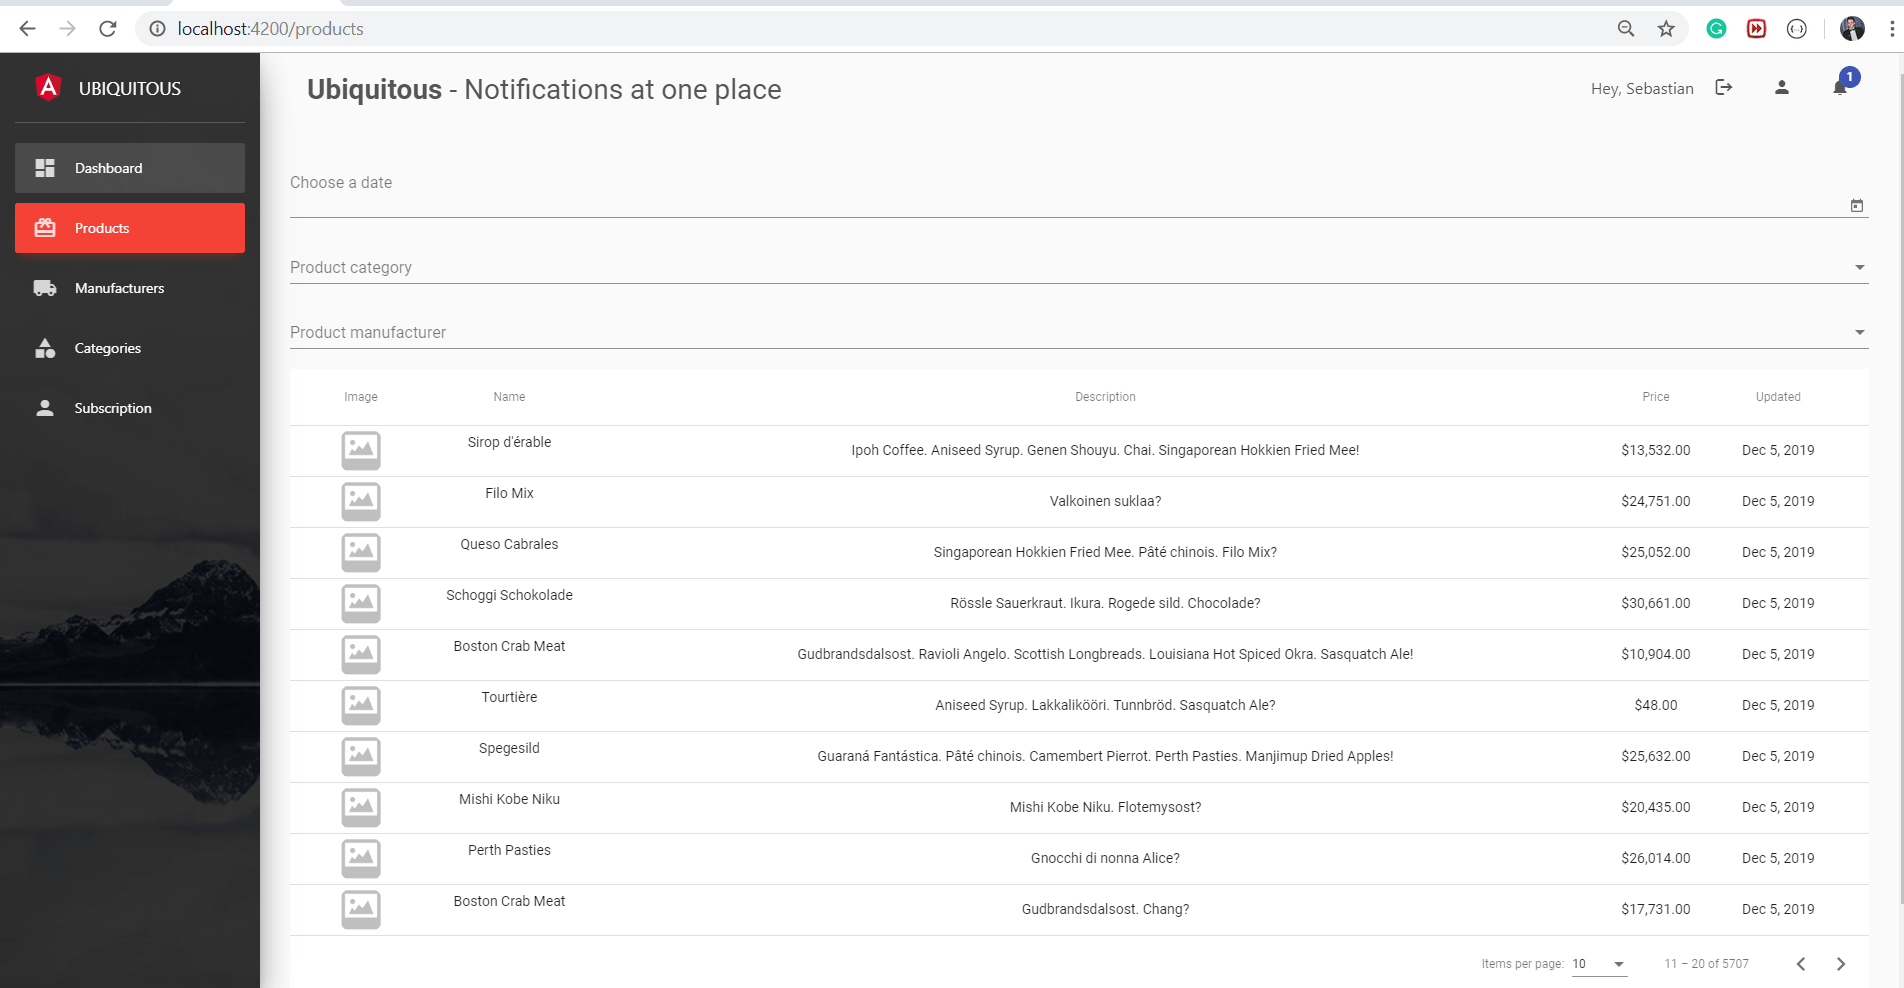 localhost:4200/products
UBIQUITOUS
Ubiquitous - Notifications at one place
Hey, Sebastian
1
Dashboard
Products
Manufacturers
Categories
Subscription
Choose a date
Product category
Product manufacturer
Image Name Description Price Updated
Sirop d'érable Ipoh Coffee. Aniseed Syrup. Genen Shouyu. Chai. Singaporean Hokkien Fried Mee! $13,532.00 Dec 5, 2019
Filo Mix Valkoinen suklaa? $24,751.00 Dec 5, 2019
Queso Cabrales Singaporean Hokkien Fried Mee. Pâté chinois. Filo Mix? $25,052.00 Dec 5, 2019
Schoggi Schokolade Rössle Sauerkraut. Ikura. Rogede sild. Chocolade? $30,661.00 Dec 5, 2019
Boston Crab Meat Gudbrandsdalsost. Ravioli Angelo. Scottish Longbreads. Louisiana Hot Spiced Okra. Sasquatch Ale! $10,904.00 Dec 5, 2019
Tourtière Aniseed Syrup. Lakkalikööri. Tunnbröd. Sasquatch Ale? $48.00 Dec 5, 2019
Spegesild Guaraná Fantástica. Pâté chinois. Camembert Pierrot. Perth Pasties. Manjimup Dried Apples! $25,632.00 Dec 5, 2019
Mishi Kobe Niku Mishi Kobe Niku. Flotemysost? $20,435.00 Dec 5, 2019
Perth Pasties Gnocchi di nonna Alice? $26,014.00 Dec 5, 2019
Boston Crab Meat Gudbrandsdalsost. Chang? $17,731.00 Dec 5, 2019
Items per page: 10 11 – 20 of 5707